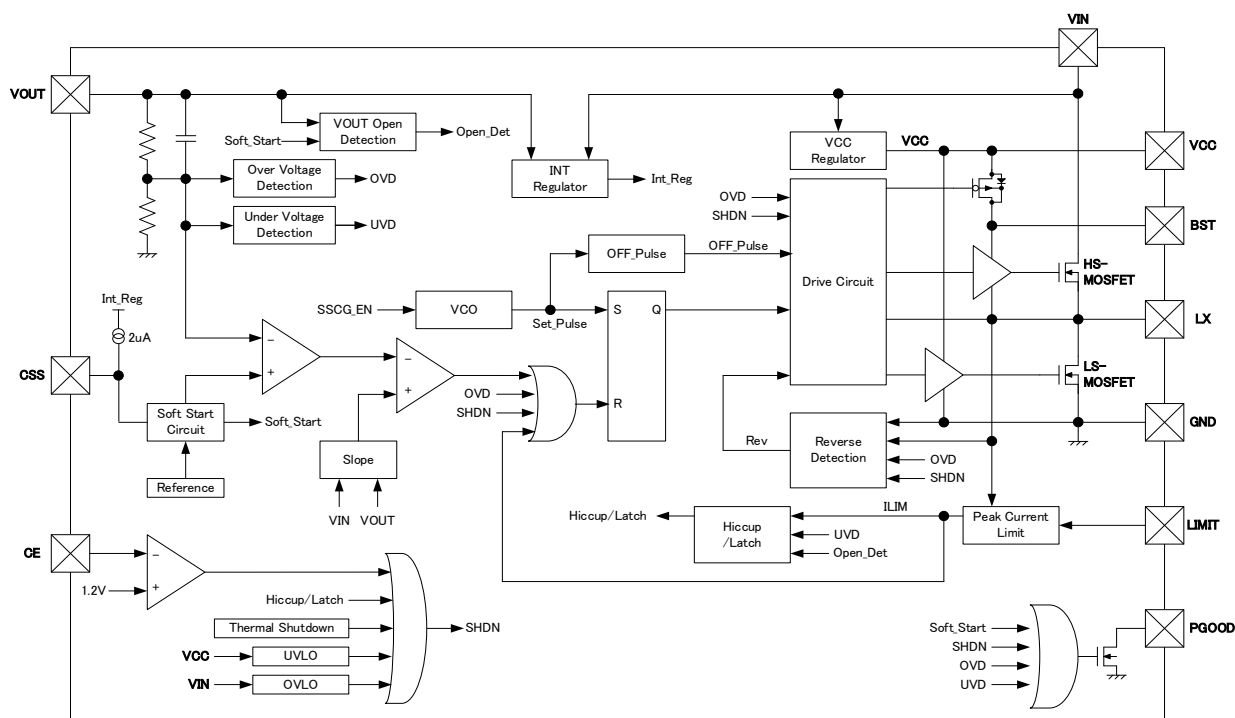 VIN
VOUT
Soft_Start
VOUT Open
Detection
Open_Det
VCC
Regulator
VCC
VCC
Over Voltage
Detection
OVD
INT
Regulator
Int_Reg
Under Voltage
Detection
UVD
OVD
SHDN
BST
OFF_Pulse
OFF_Pulse
Drive Circuit
HS-
MOSFET
Int_Reg
2uA
SSCG_EN
VCO
Set_Pulse
S
Q
LX
CSS
−
+
−
+
OVD
SHDN
R
LS-
MOSFET
Soft Start
Circuit
Soft_Start
GND
Rev
Reverse
Detection
OVD
SHDN
Slope
Reference
VIN
VOUT
Hiccup/Latch
Hiccup
/Latch
ILIM
UVD
Open_Det
Peak Current
Limit
LIMIT
CE
−
+
1.2V
Hiccup/Latch
Thermal Shutdown
SHDN
VCC
UVLO
VIN
OVLO
Soft_Start
SHDN
OVD
UVD
PGOOD